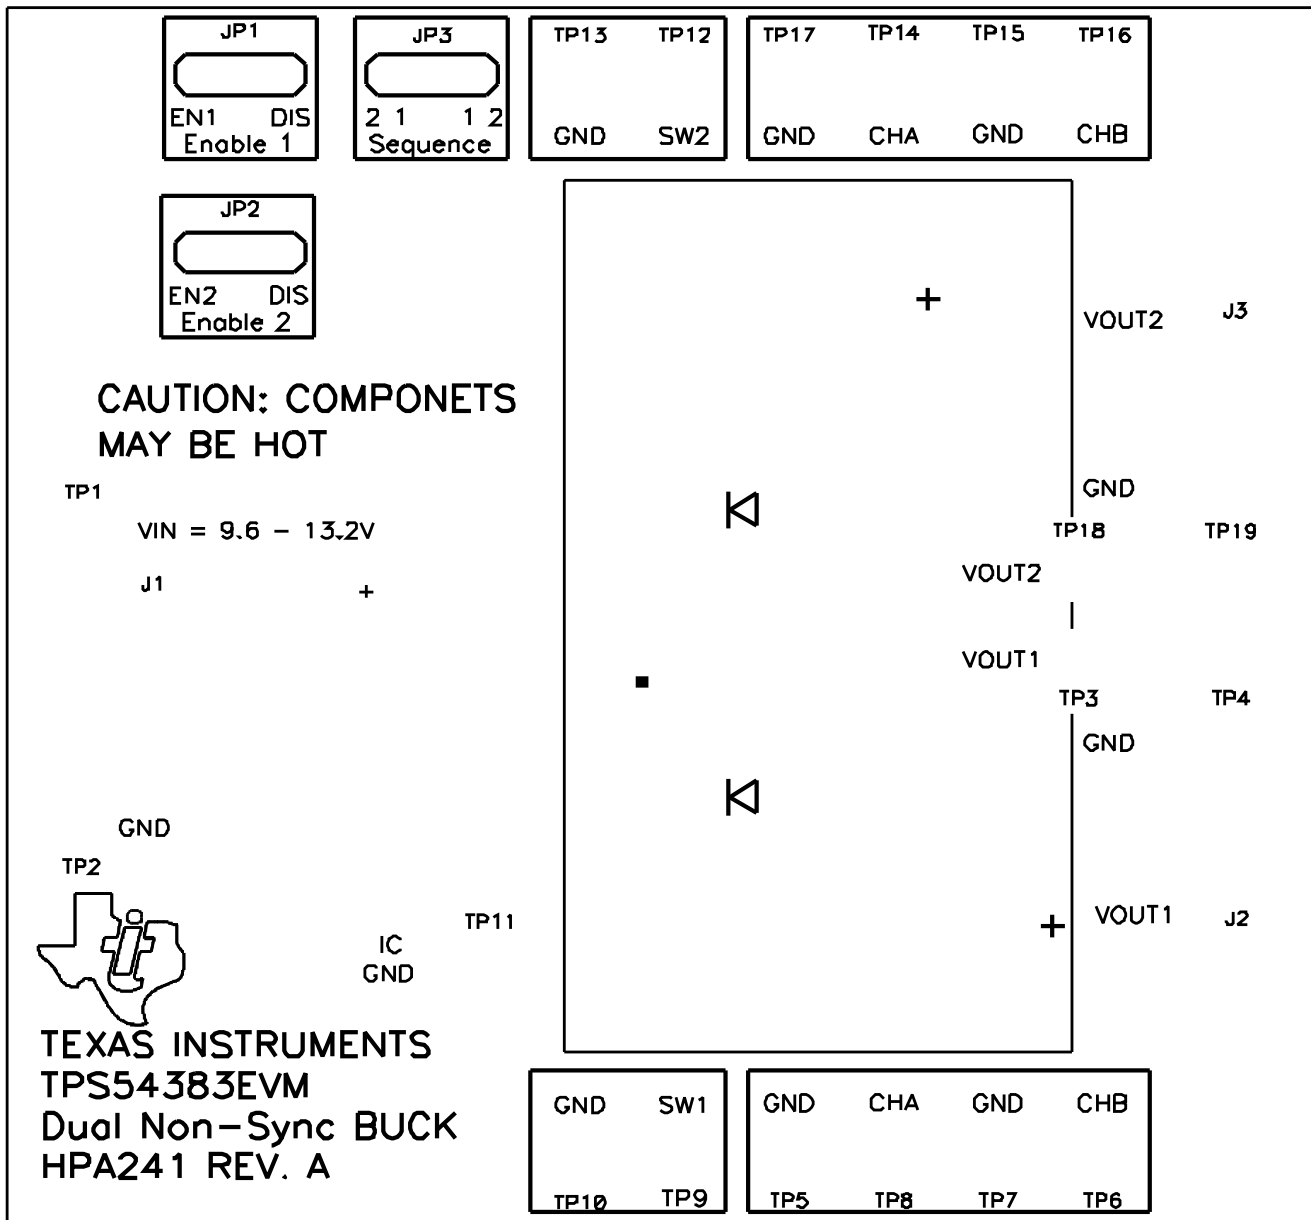 JP1
EN1 DIS
Enable 1
JP3
2 1 1 2
Sequence
TP13 TP12
GND SW2
TP17 TP14 TP15 TP16
GND CHA GND CHB
JP2
EN2 DIS
Enable 2
+
VOUT2 J3
CAUTION: COMPONETS
MAY BE HOT
TP1
VIN = 9.6 - 13.2V
J1 +
GND
TP18 TP19
VOUT2
VOUT1
TP3 TP4
GND
GND
TP2
TP11
IC
GND
+ VOUT1 J2
TEXAS INSTRUMENTS
TPS54383EVM
Dual Non-Sync BUCK
HPA241 REV. A
GND SW1
TP10 TP9
GND CHA GND CHB
TP5 TP8 TP7 TP6